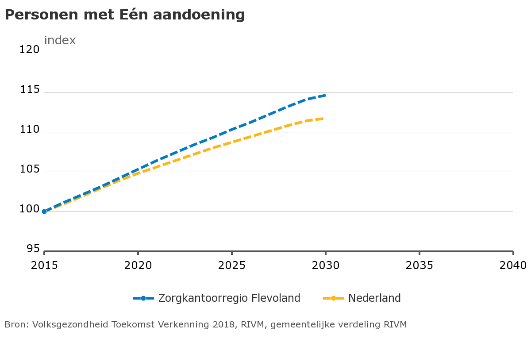 Personen met Eén aandoening
index
120
115
110
105
100
95
2015 2020 2025 2030 2035 2040
Zorgkantoorregio Flevoland Nederland
Bron: Volksgezondheid Toekomst Verkenning 2018, RIVM, gemeentelijke verdeling RIVM